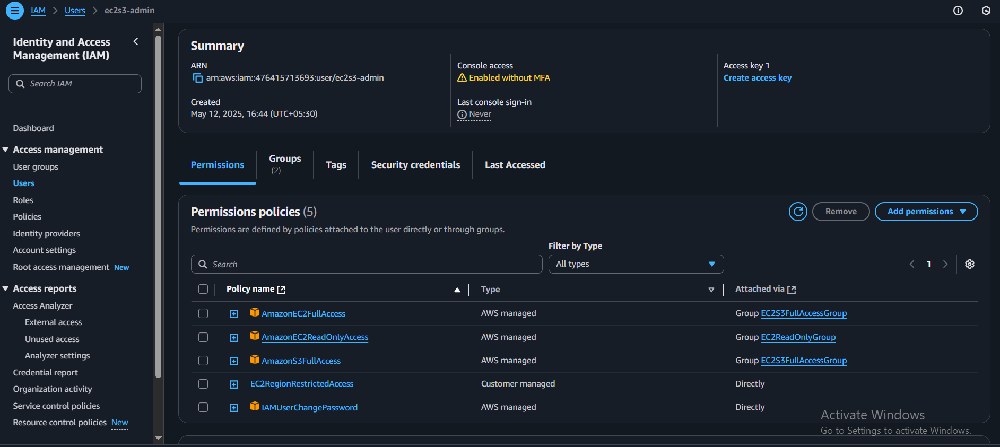 IAM > Users > ec2s3-admin
Identity and Access
Management (IAM)
Search IAM
Dashboard
Access management
User groups
Users
Roles
Policies
Identity providers
Account settings
Root access management New
Access reports
Access Analyzer
External access
Unused access
Analyzer settings
Credential report
Organization activity
Service control policies
Resource control policies New
Summary
ARN
arn:aws:iam::476415713693:user/ec2s3-admin
Created
May 12, 2025, 16:44 (UTC+05:30)
Console access
Enabled without MFA
Last console sign-in
Never
Access key 1
Create access key
Permissions
Groups
(2)
Tags
Security credentials
Last Accessed
Permissions policies (5)
Permissions are defined by policies attached to the user directly or through groups.
Remove
Add permissions
Filter by Type
Search
All types
1
Policy name Type Attached via
AmazonEC2FullAccess AWS managed Group EC2S3FullAccessGroup
AmazonEC2ReadOnlyAccess AWS managed Group EC2ReadOnlyGroup
AmazonS3FullAccess AWS managed Group EC2S3FullAccessGroup
EC2RegionRestrictedAccess Customer managed Directly
IAMUserChangePassword AWS managed Directly
Activate Windows
Go to Settings to activate Windows.